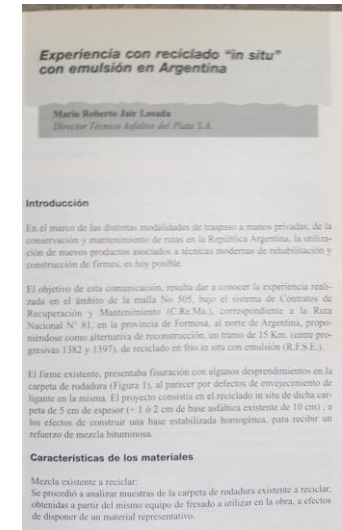 Experiencia con reciclado "in situ"
con emulsión en Argentina
Mario Roberto Jair Losada
Director Técnico Asfaltos del Plata S.A.
Introducción
En el marco de las distintas modalidades de traspaso a manos privadas, de la
conservación y mantenimiento de rutas en la República Argentina, la utiliza-
ción de nuevos productos asociados a técnicas modernas de rehabilitación y
construcción de firmes, es hoy posible.
El objetivo de esta comunicación, resulta dar a conocer la experiencia reali-
zada en el ámbito de la malla No 505, bajo el sistema de Contratos de
Recuperación y Mantenimiento (C.Re.Ma.), correspondiente a la Ruta
Nacional N° 81, en la provincia de Formosa, al norte de Argentina, propo-
niéndose como alternativa de reconstrucción, un tramo de 15 Km. (entre pro-
gresivas 1382 y 1397), de reciclado en frío in situ con emulsión (R.F.S.E.).
El firme existente, presentaba fisuración con algunos desprendimientos en la
carpeta de rodadura (Figura 1), al parecer por defectos de envejecimiento de
ligante en la misma. El proyecto consistía en el reciclado in situ de dicha car-
peta de 5 cm de espesor (+ 1 ó 2 cm de base asfáltica existente de 10 cm) , a
los efectos de construir una base estabilizada homogénea, para recibir un
refuerzo de mezcla bituminosa.
Características de los materiales
Mezcla existente a reciclar:
Se procedió a analizar muestras de la carpeta de rodadura existente a reciclar,
obtenidas a partir del mismo equipo de fresado a utilizar en la obra, a efectos
de disponer de un material representativo.